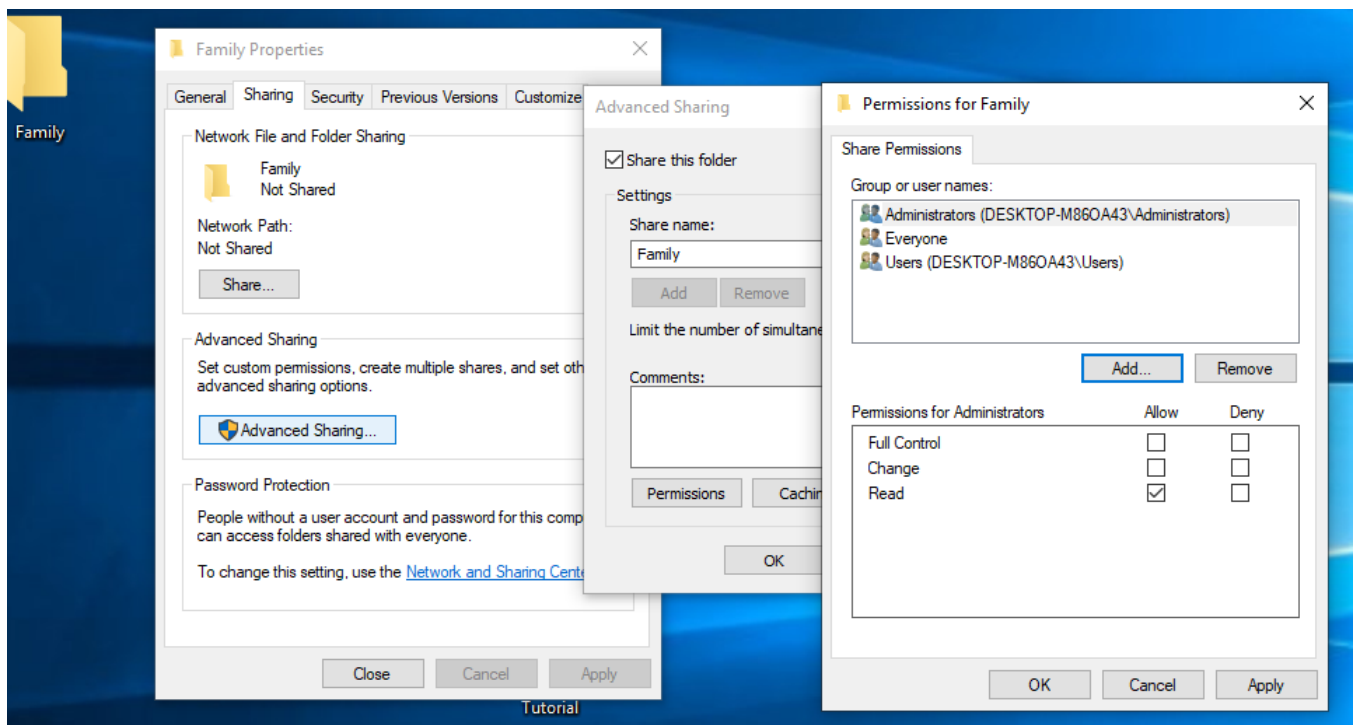 Family
Family Properties
General Sharing Security Previous Versions Customize
Network File and Folder Sharing
Family
Not Shared
Network Path:
Not Shared
Share...
Advanced Sharing
Set custom permissions, create multiple shares, and set oth
advanced sharing options.
Advanced Sharing...
Password Protection
People without a user account and password for this comp
can access folders shared with everyone.
To change this setting, use the Network and Sharing Cente
Close Cancel Apply
Tutorial
Advanced Sharing
Share this folder
Settings
Share name:
Family
Add Remove
Limit the number of simultane
Comments:
Permissions Cachin
OK
Permissions for Family
Share Permissions
Group or user names:
Administrators (DESKTOP-M86OA43\Administrators)
Everyone
Users (DESKTOP-M86OA43\Users)
Add... Remove
Permissions for Administrators Allow Deny
Full Control
Change
Read
OK Cancel Apply